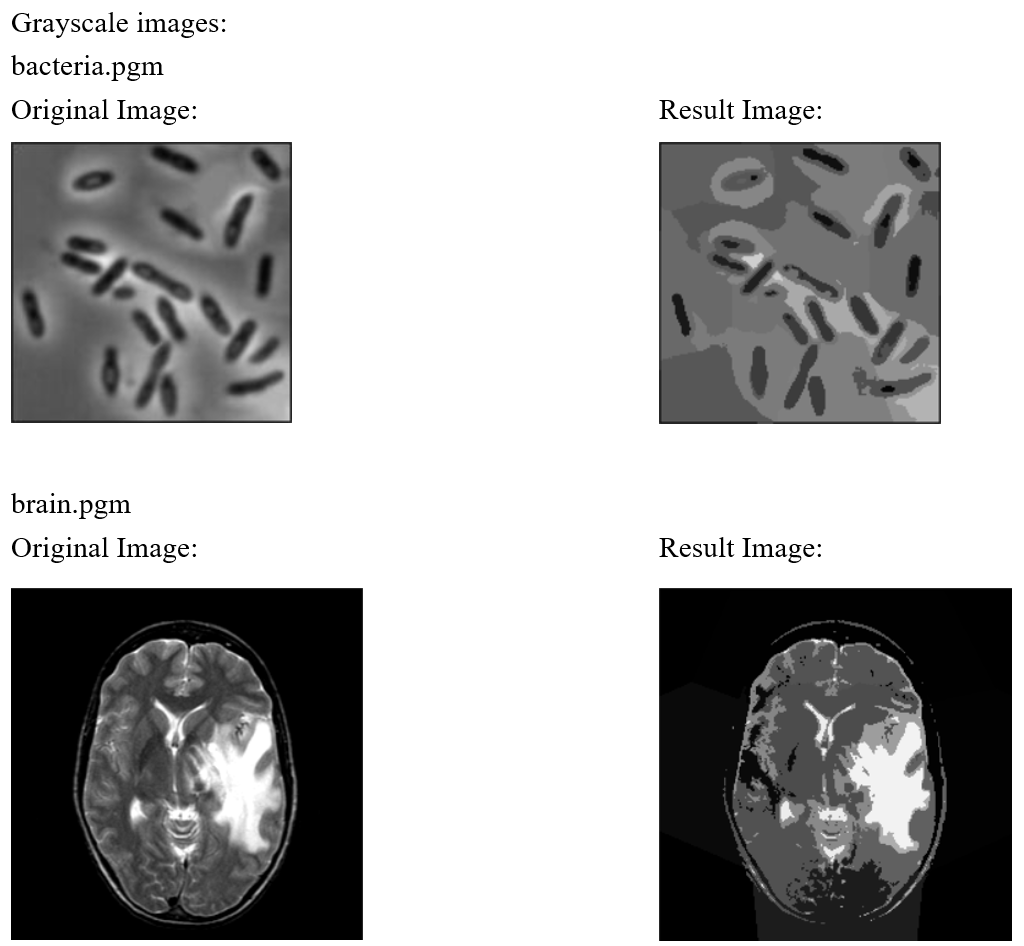 Grayscale images:
bacteria.pgm
Original Image:
Result Image:
brain.pgm
Original Image:
Result Image: